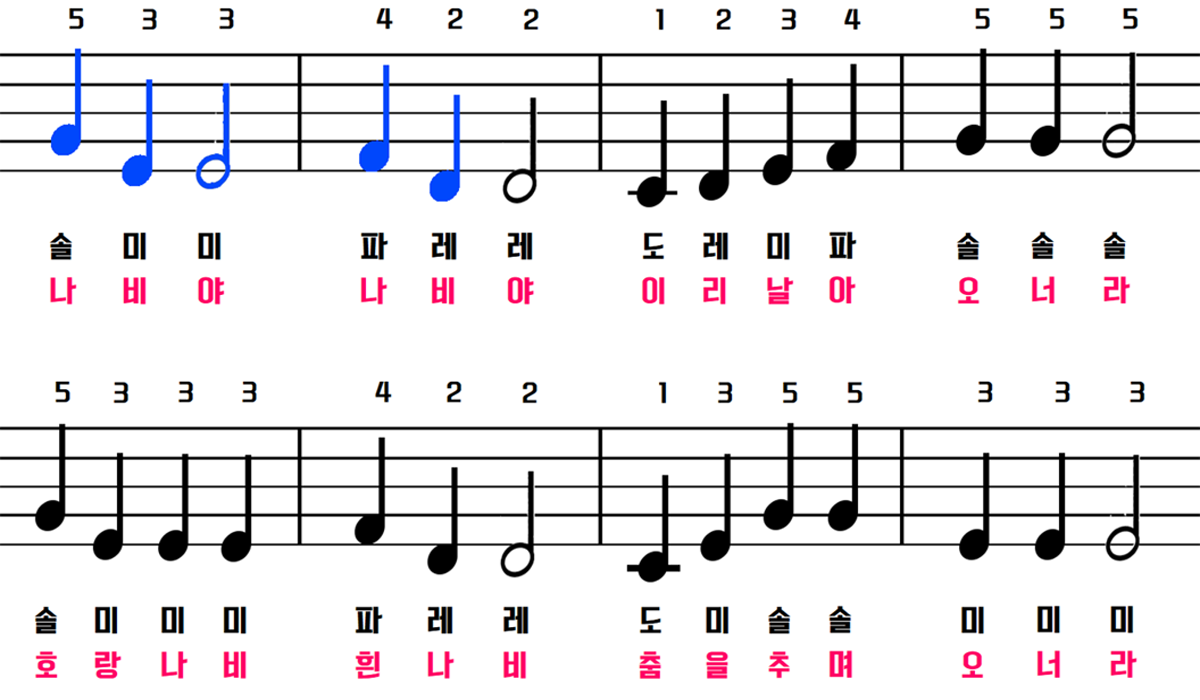 5 3 3 4 2 2 1 2 3 4 5 5 5
솔 미 미 파 레 레 도 레 미 파 솔 솔 솔
나 비 야 나 비 야 이 리 날 아 오 너 라
5 3 3 3 4 2 2 1 3 5 5 3 3 3
솔 미 미 미 파 레 레 도 미 솔 솔 미 미 미
호 랑 나 비 흰 나 비 춤 을 추 며 오 너 라